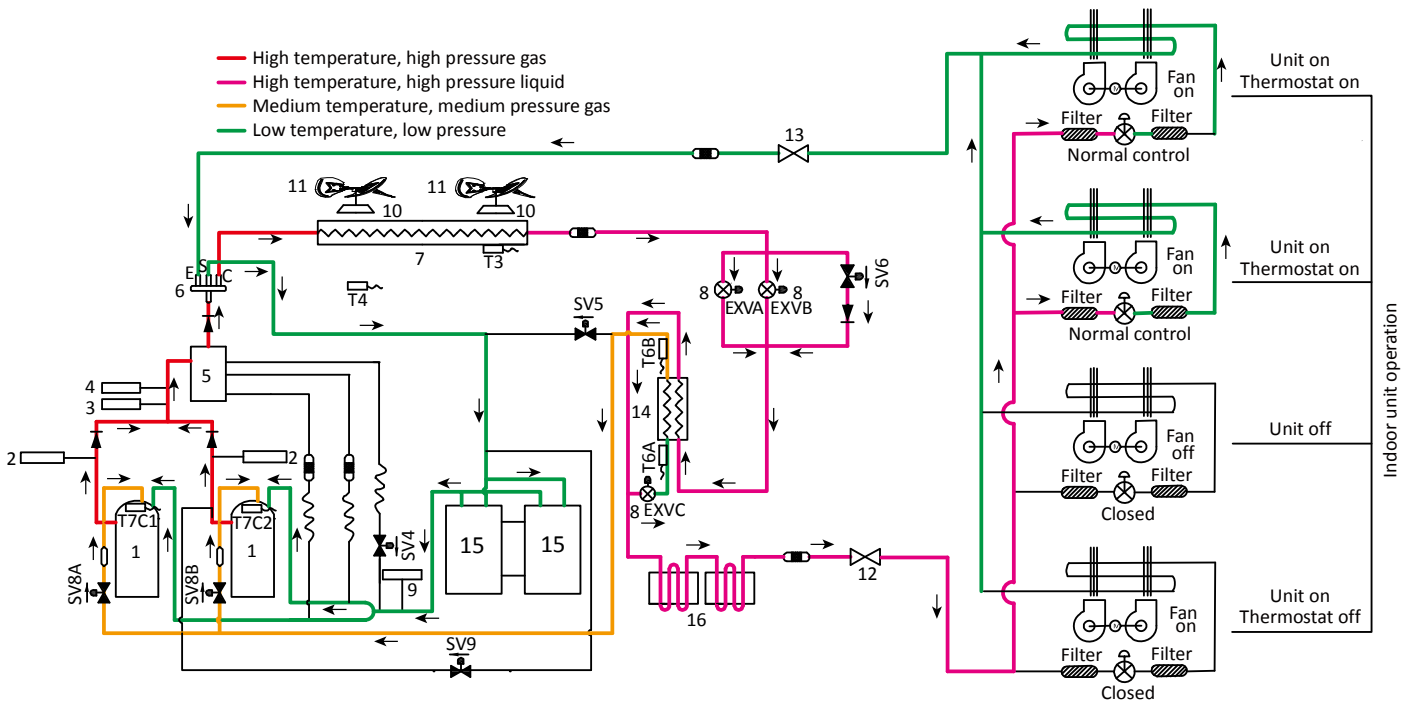 High temperature, high pressure gas
High temperature, high pressure liquid
Medium temperature, medium pressure gas
Low temperature, low pressure
13
11
11
10
10
7
T3
T4
E
S
C
6
5
4
3
2
2
T7C1
T7C2
1
1
SV8A
SV8B
SV4
9
SV9
15
15
SV5
T6B
14
T6A
8
EXVC
8
EXVA
8
EXVB
SV6
16
12
Fan
on
Filter
Filter
Normal control
Unit on
Thermostat on
Fan
on
Filter
Filter
Normal control
Unit on
Thermostat on
Fan
off
Filter
Filter
Closed
Unit off
Fan
on
Filter
Filter
Closed
Unit on
Thermostat off
Indoor unit operation
M
M
M
M